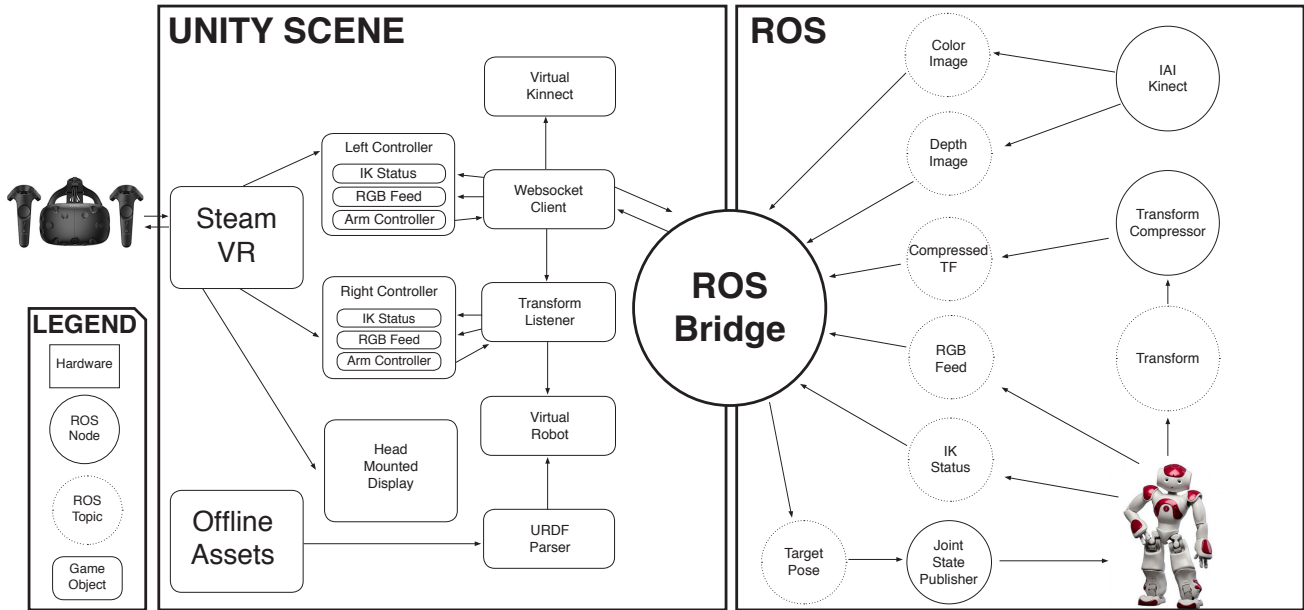 UNITY SCENE
Virtual
Kinnect
Left Controller
IK Status
RGB Feed
Arm Controller
Websocket
Client
Steam
VR
Right Controller
IK Status
RGB Feed
Arm Controller
Transform
Listener
Virtual
Robot
Head
Mounted
Display
Offline
Assets
URDF
Parser
LEGEND
Hardware
ROS
Node
ROS
Topic
Game
Object
ROS
Bridge
ROS
Color
Image
IAI
Kinect
Depth
Image
Transform
Compressor
Compressed
TF
RGB
Feed
Transform
IK
Status
Target
Pose
Joint
State
Publisher